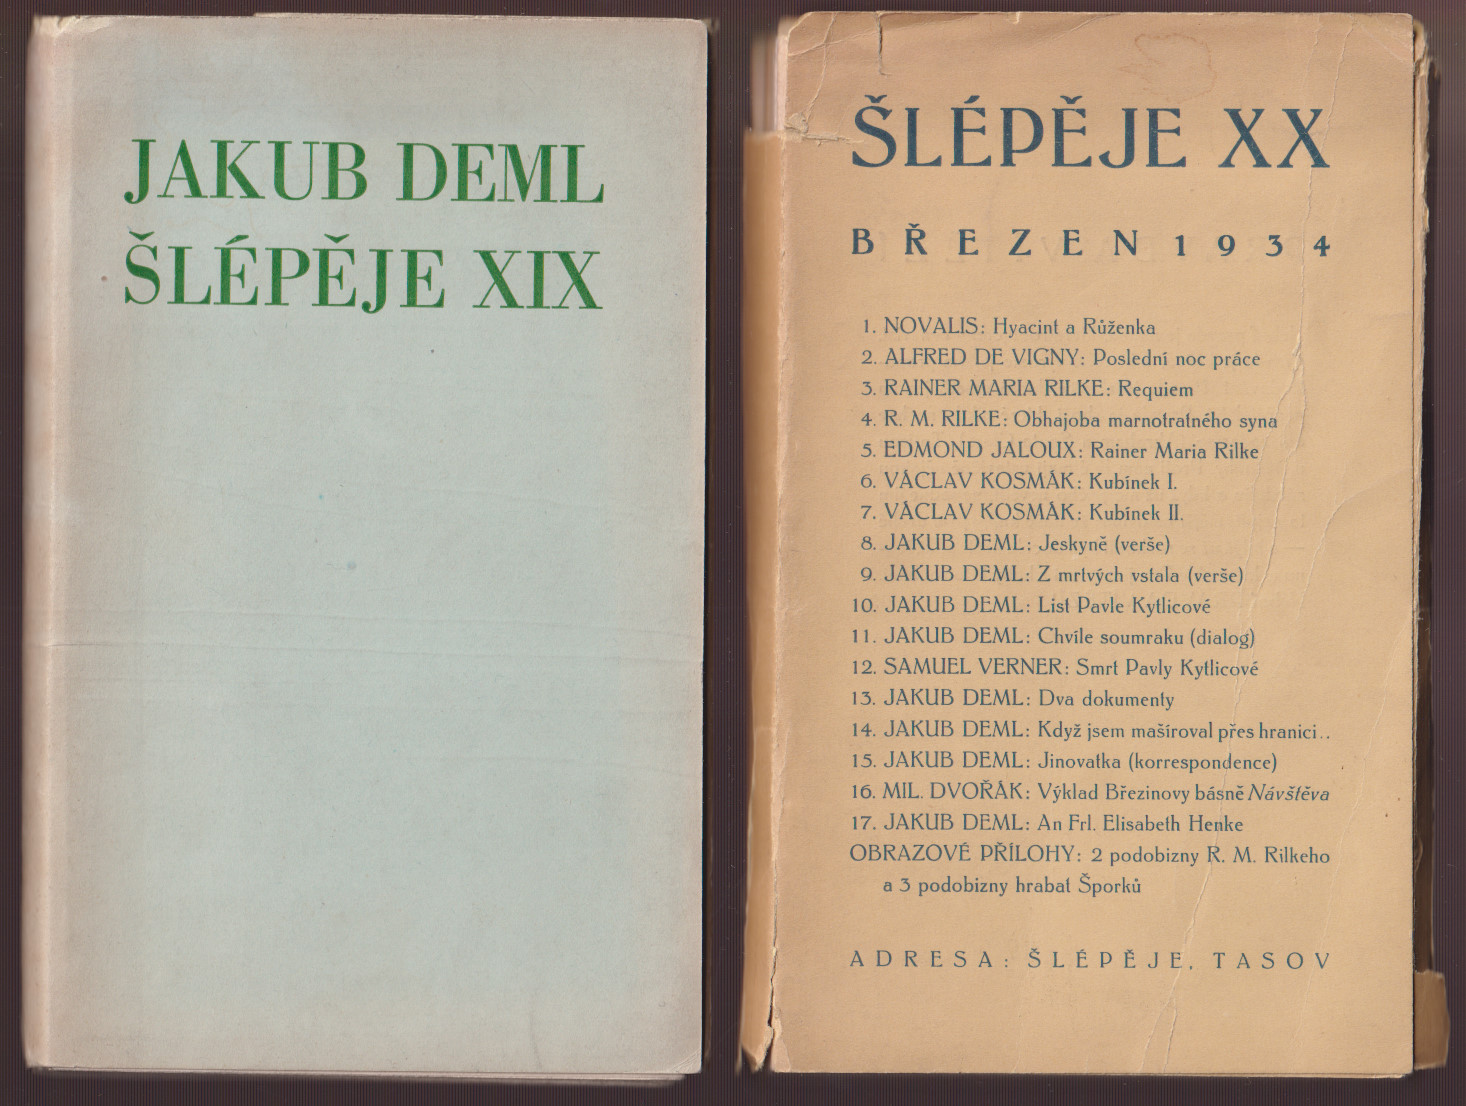 JAKUB DEML
ŠLÉPĚJE XIX
ŠLÉPĚJE XX
BŘEZEN 1934
1. NOVALIS: Hyacint a Růženka
2. ALFRED DE VIGNY: Poslední noc práce
3. RAINER MARIA RILKE: Requiem
4. R. M. RILKE: Obhajoba marnotratného syna
5. EDMOND JALOUX: Rainer Maria Rilke
6. VÁCLAV KOSMÁK: Kubínek I.
7. VÁCLAV KOSMÁK: Kubínek II.
8. JAKUB DEML: Jeskyně (verše)
9. JAKUB DEML: Z mrtvých vstala (verše)
10. JAKUB DEML: List Pavle Kytlicové
11. JAKUB DEML: Chvíle soumraku (dialog)
12. SAMUEL VERNER: Smrt Pavly Kytlicové
13. JAKUB DEML: Dva dokumenty
14. JAKUB DEML: Když jsem mašíroval přes hranici..
15. JAKUB DEML: Jinovatka (korrespondence)
16. MIL. DVOŘÁK: Výklad Březinovy básně Návštěva
17. JAKUB DEML: An Frl. Elisabeth Henke
OBRAZOVÉ PŘÍLOHY: 2 podobizny R. M. Rilkeho
a 3 podobizny hrabat Šporků
ADRESA: ŠLÉPĚJE, TASOV